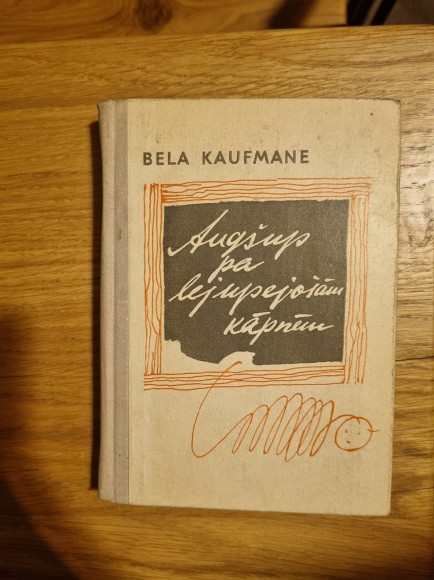 BELA KAUFMANE
Augšup
pa
lejupejošām
kāpnēm